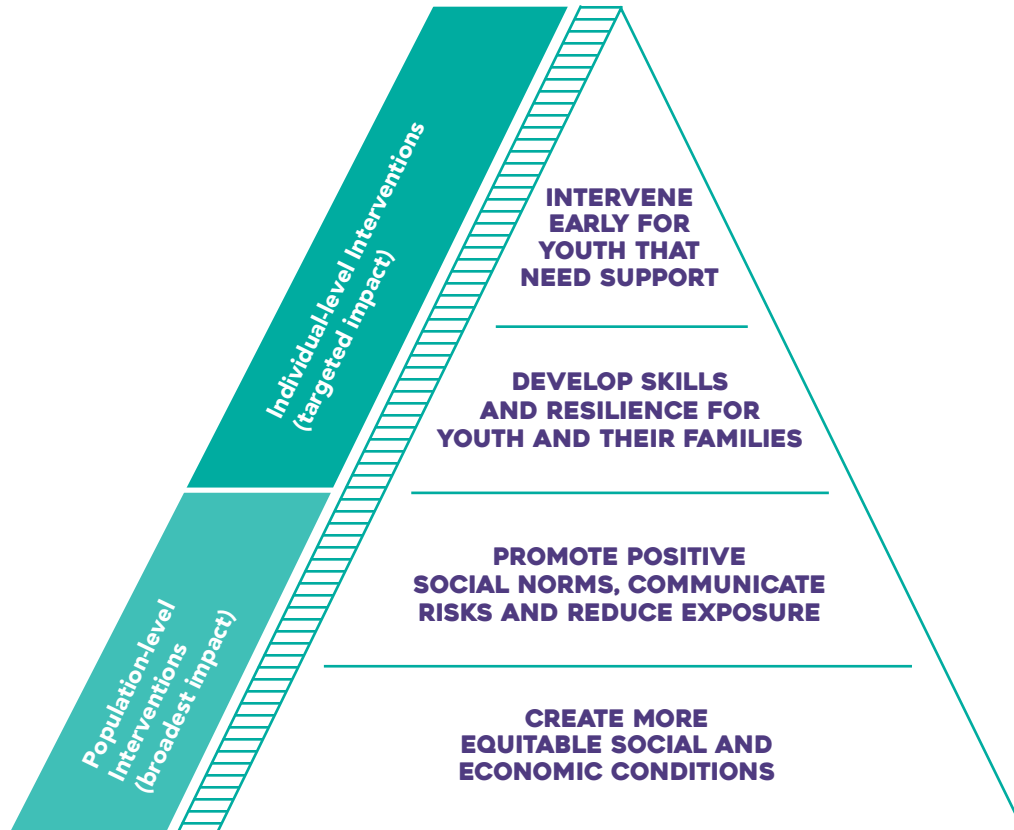 Individual-level Interventions
(targeted impact)
INTERVENE
EARLY FOR
YOUTH THAT
NEED SUPPORT
DEVELOP SKILLS
AND RESILIENCE FOR
YOUTH AND THEIR FAMILIES
Population-level
Interventions
(broadest impact)
PROMOTE POSITIVE
SOCIAL NORMS, COMMUNICATE
RISKS AND REDUCE EXPOSURE
CREATE MORE
EQUITABLE SOCIAL AND
ECONOMIC CONDITIONS